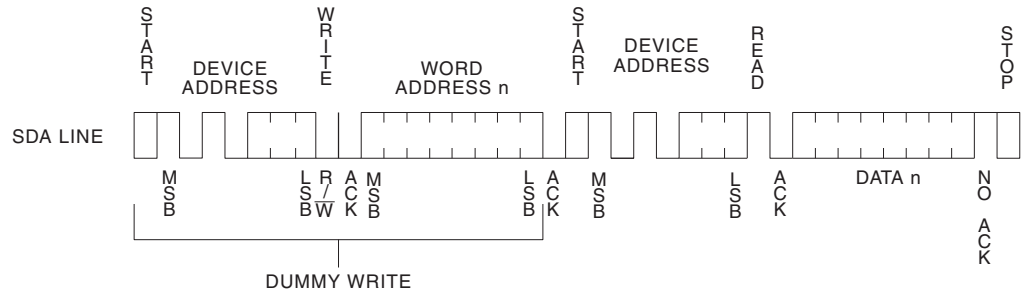 START
WRITE
START
READ
STOP
DEVICE
ADDRESS
WORD
ADDRESS n
DEVICE
ADDRESS
SDA LINE
MSB
LSB
R/W
ACK
MSB
LSB
ACK
MSB
LSB
ACK
DATA n
NO ACK
DUMMY WRITE